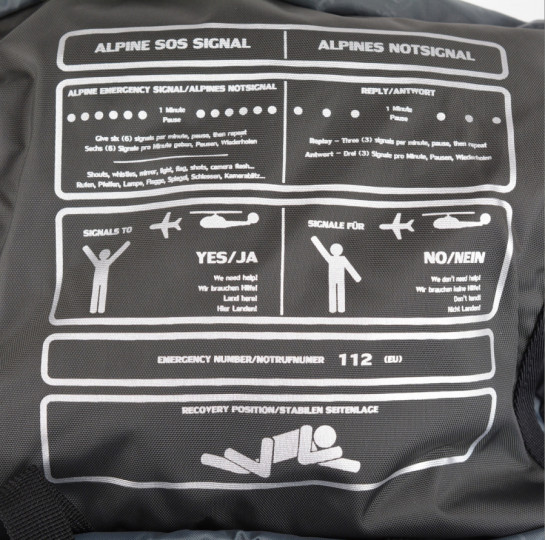 ALPINE SOS SIGNAL
ALPINES NOTSIGNAL
ALPINE EMERGENCY SIGNAL/ALPINES NOTSIGNAL
1 Minute
Pause
Give six (6) signals per minute, pause, then repeat
Sechs (6) Signale pro Minute geben, Pausen, Wiederholen
Shouts, whistles, mirror, light, flag, shots, camera flash...
Rufen, Pfeifen, Lampe, Flagge, Spiegel, Schiessen, Kamerablitz...
REPLY/ANTWORT
1 Minute
Pause
Replay - Three (3) signals per minute, pause, then repeat
Antwort - Drei (3) Signale pro Minute, Pausen, Wiederholen
SIGNALS TO
YES/JA
We need help!
Wir brauchen Hilfe!
Land here!
Hier Landen!
SIGNALE FÜR
NO/NEIN
We don't need help!
Wir brauchen keine Hilfe!
Don't land!
Nicht Landen!
EMERGENCY NUMBER/NOTRUFNUMER 112 (EU)
RECOVERY POSITION/STABILEN SEITENLAGE